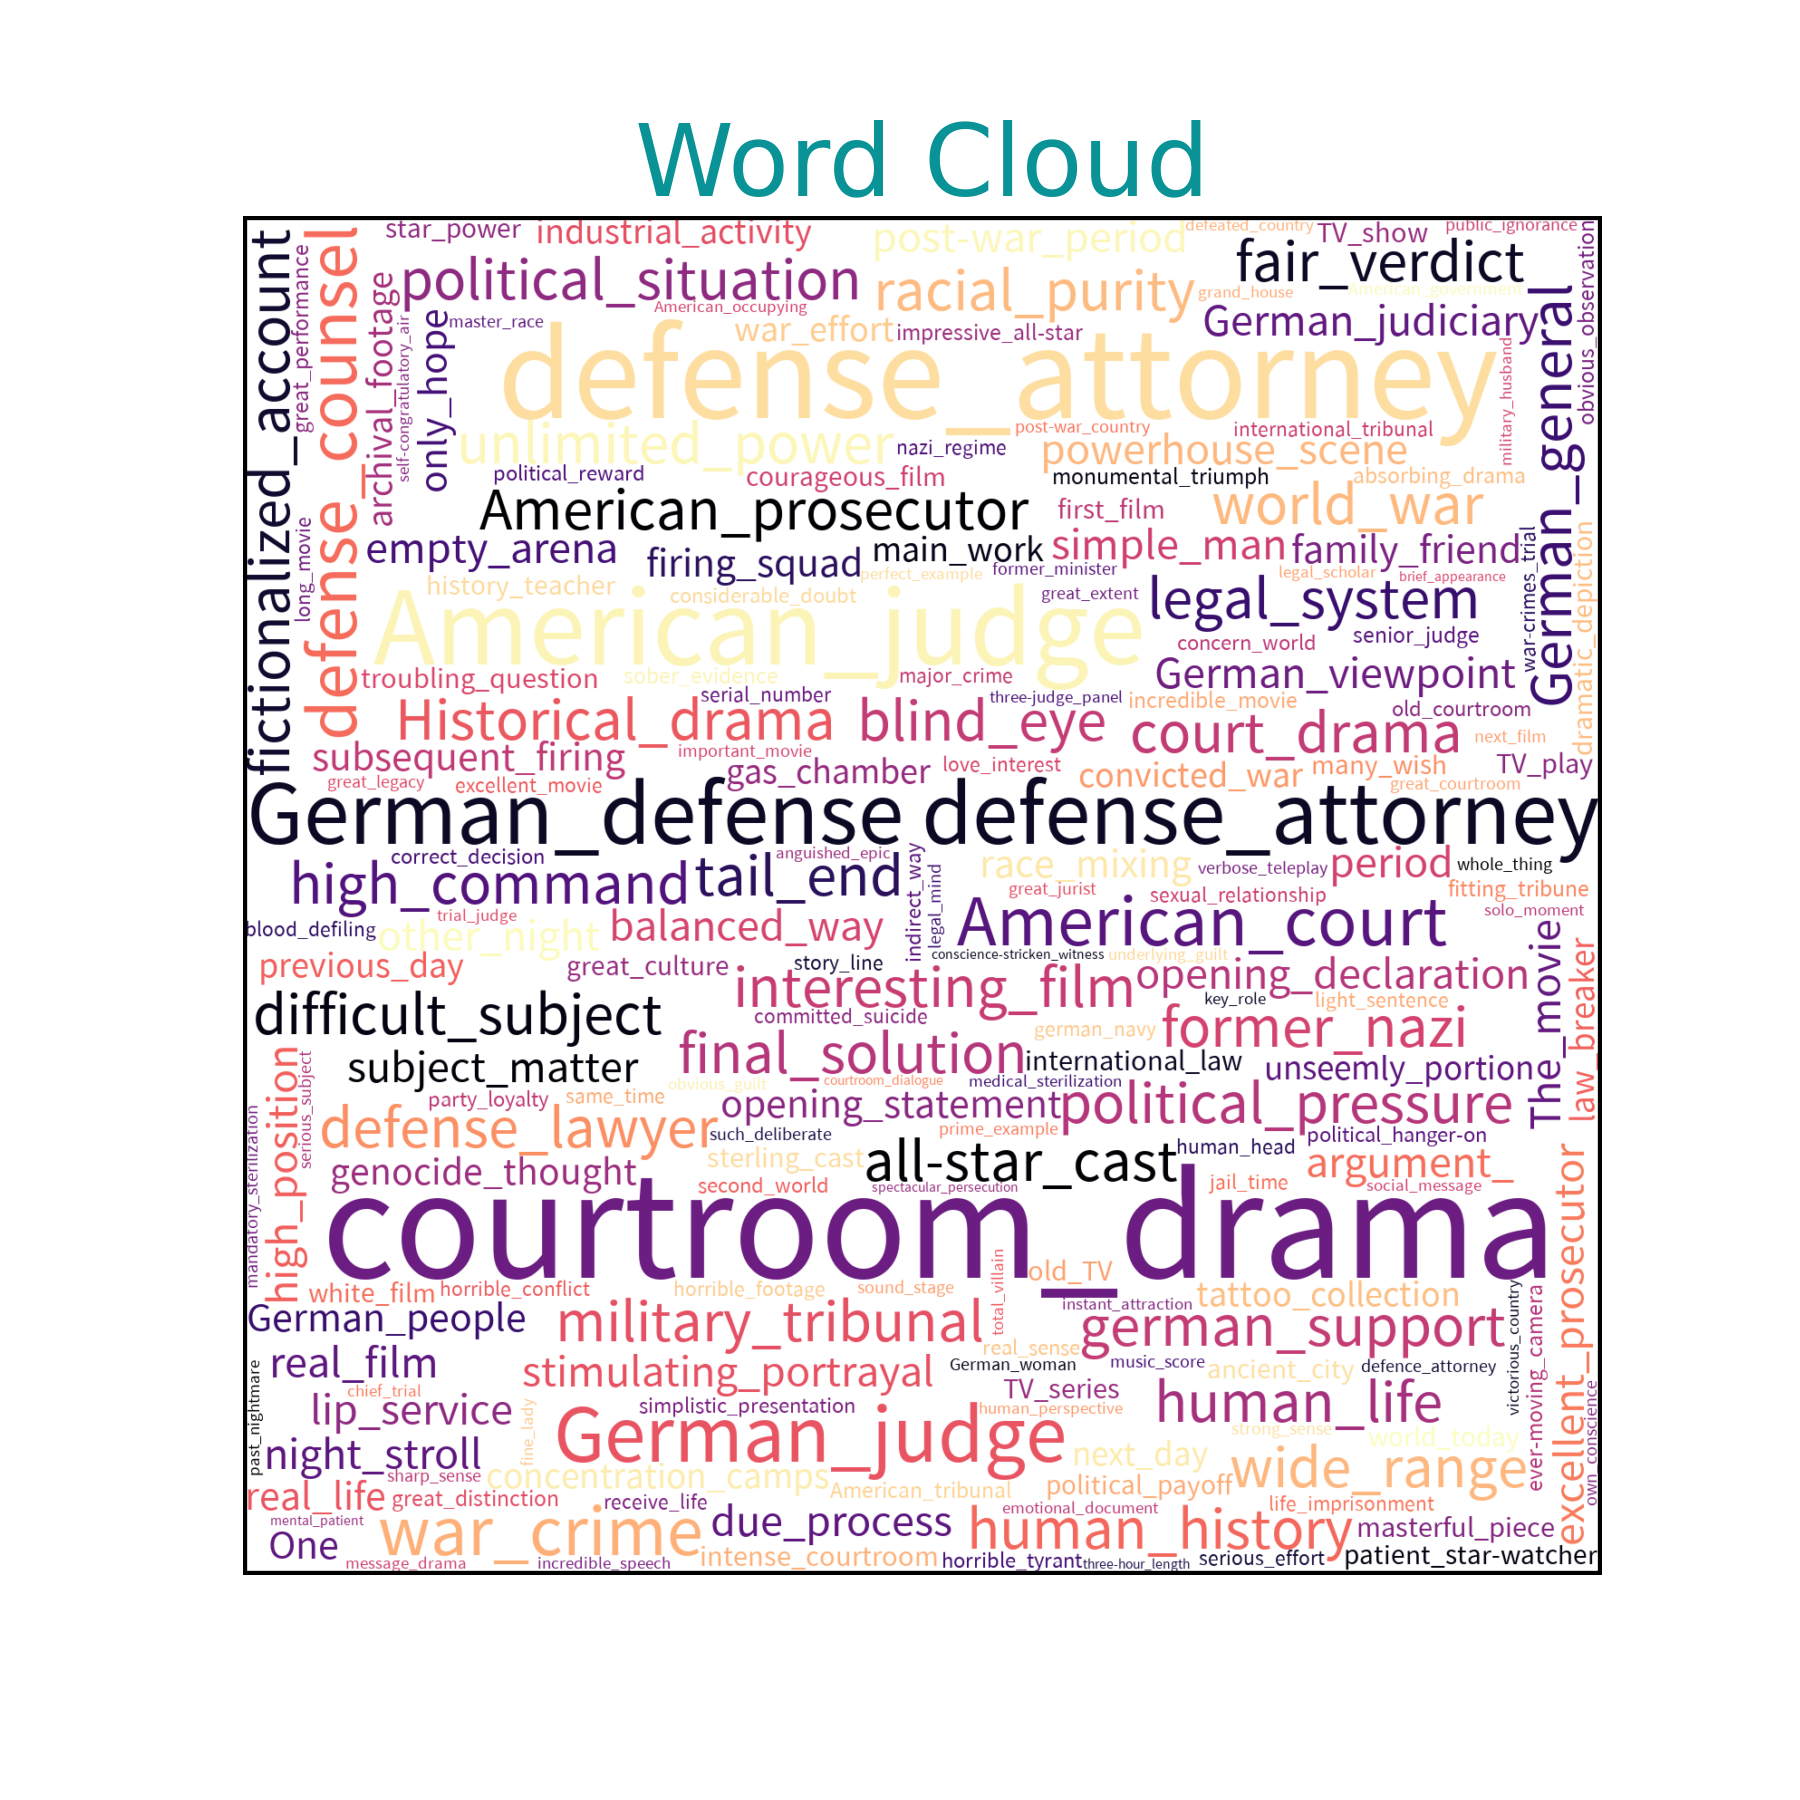 Word Cloud
star_power industrial_activity post-war_period defeated_country TV_show public_ignorance
fictionalized_account
great_performance
defense_counsel
archival_footage
self-congratulatory_air
only_hope
political_situation racial_purity fair_verdict
American_occupying grand_house American_government
master_race war_effort impressive_all-star German_judiciary
German_general
obvious_observation
military_husband
defense_attorney
unlimited_power post-war_country international_tribunal
nazi_regime powerhouse_scene
political_reward courageous_film monumental_triumph absorbing_drama
American_prosecutor first_film world_war
long_movie
empty_arena firing_squad main_work simple_man family_friend
war-crimes_trial
dramatic_depiction
history_teacher considerable_doubt perfect_example former_minister legal_scholar brief_appearance
American_judge great_extent legal_system
concern_world senior_judge
troubling_question sober_evidence major_crime German_viewpoint
serial_number three-judge_panel incredible_movie old_courtroom
Historical_drama blind_eye court_drama next_film
subsequent_firing important_movie gas_chamber love_interest convicted_war many_wish TV_play
great_legacy excellent_movie great_courtroom
German_defense defense_attorney
correct_decision anguished_epic race_mixing verbose_teleplay period whole_thing
indirect_way
legal_mind
high_command tail_end great_jurist sexual_relationship fitting_tribune
trial_judge American_court solo_moment
blood_defiling other_night balanced_way
The_movie
law_breaker
conscience-stricken_witness underlying_guilt
previous_day great_culture story_line interesting_film opening_declaration
key_role light_sentence
difficult_subject committed_suicide german_navy former_nazi
high_position
serious_subject
mandatory_sterilization
subject_matter final_solution international_law unseemly_portione
obvious_guilt courtroom_dialogue medical_sterilization
party_loyalty same_time opening_statement political_pressure
defense_lawyer such_deliberate prime_example human_head political_hanger-on
genocide_thought sterling_cast all-star_cast argument_
excellent_prosecutor
second_world spectacular_persecution jail_time social_message
courtroom_drama
total_villain
old_TV
white_film horrible_conflict horrible_footage sound_stage tattoo_collection
victorious_country
ever-moving_camera
German_people military_tribunal instant_attraction german_support
real_sense
past_nightmare
real_film stimulating_portrayal German_woman music_score ancient_city defence_attorney
chief_trial TV_series
own_conscience
lip_service simplistic_presentation human_perspective human_life
fine_lady
German_judge strong_sense world_today
night_stroll sharp_sense concentration_camps next_day wide_range
American_tribunal political_payoff
real_life great_distinction receive_life emotional_document life_imprisonment
mental_patient war_crime due_process human_history masterful_piece
One message_drama incredible_speech intense_courtroom horrible_tyrant three-hour_length serious_effort patient_star-watcher